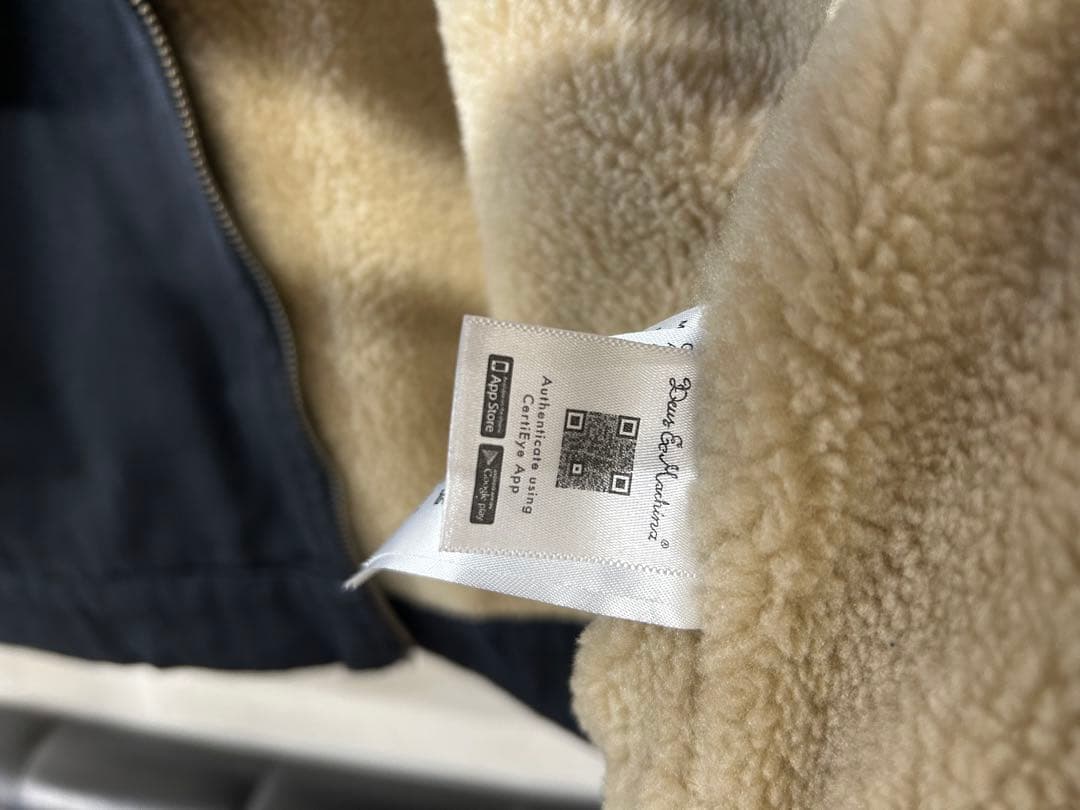 Deus Ex Machina®
Authenticate using
CertiEye App
App Store
Google play